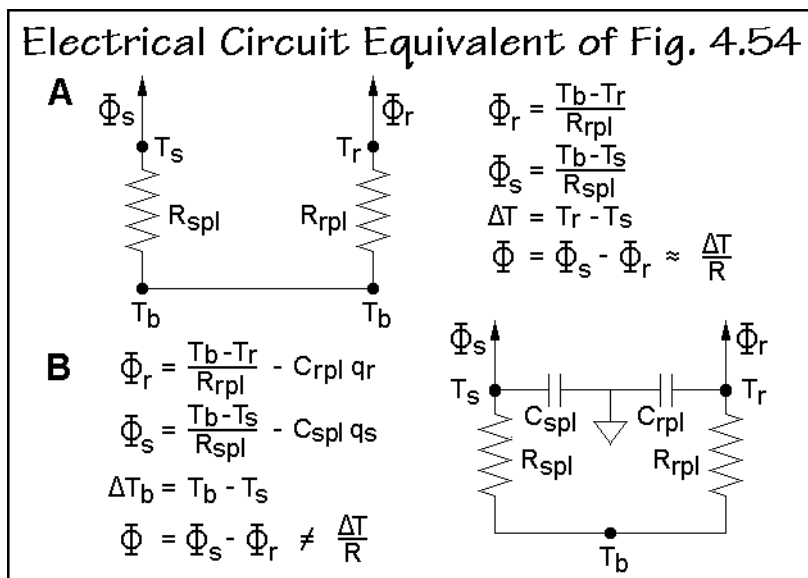 Electrical Circuit Equivalent of Fig. 4.54
A
Φs
Φr
Ts
Tr
Rspl
Rrpl
Tb
Tb
Φr = Tb - Tr / Rrpl
Φs = Tb - Ts / Rspl
ΔT = Tr - Ts
Φ = Φs - Φr ≈ ΔT / R
B
Φr = Tb - Tr / Rrpl - Crpl qr
Φs = Tb - Ts / Rspl - Cspl qs
ΔTb = Tb - Ts
Φ = Φs - Φr ≠ ΔT / R
Φs
Φr
Ts
Tr
Cspl
Crpl
Rspl
Rrpl
Tb